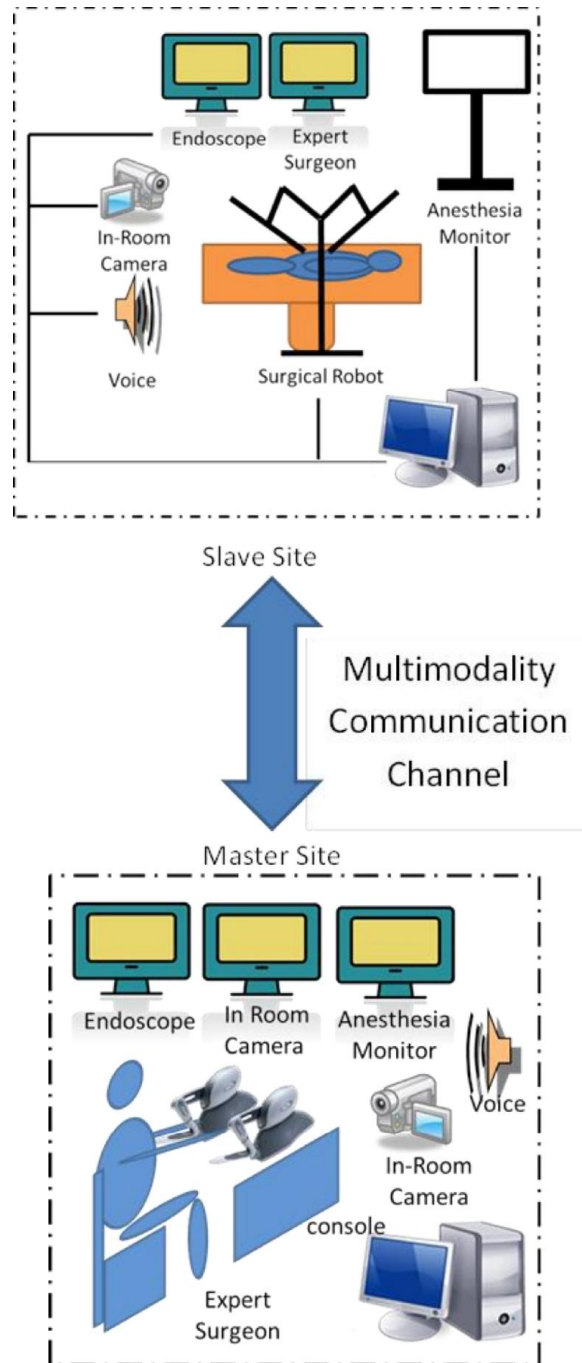 Endoscope
Expert
Surgeon
In-Room
Camera
Anesthesia
Monitor
Voice
Surgical Robot
Slave Site
Multimodality
Communication
Channel
Master Site
Endoscope
In Room
Camera
Anesthesia
Monitor
Voice
In-Room
Camera
console
Expert
Surgeon